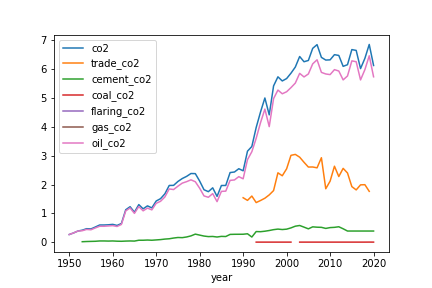 7
6
5
4
3
2
1
0
co2
trade_co2
cement_co2
coal_co2
flaring_co2
gas_co2
oil_co2
1950 1960 1970 1980 1990 2000 2010 2020
year